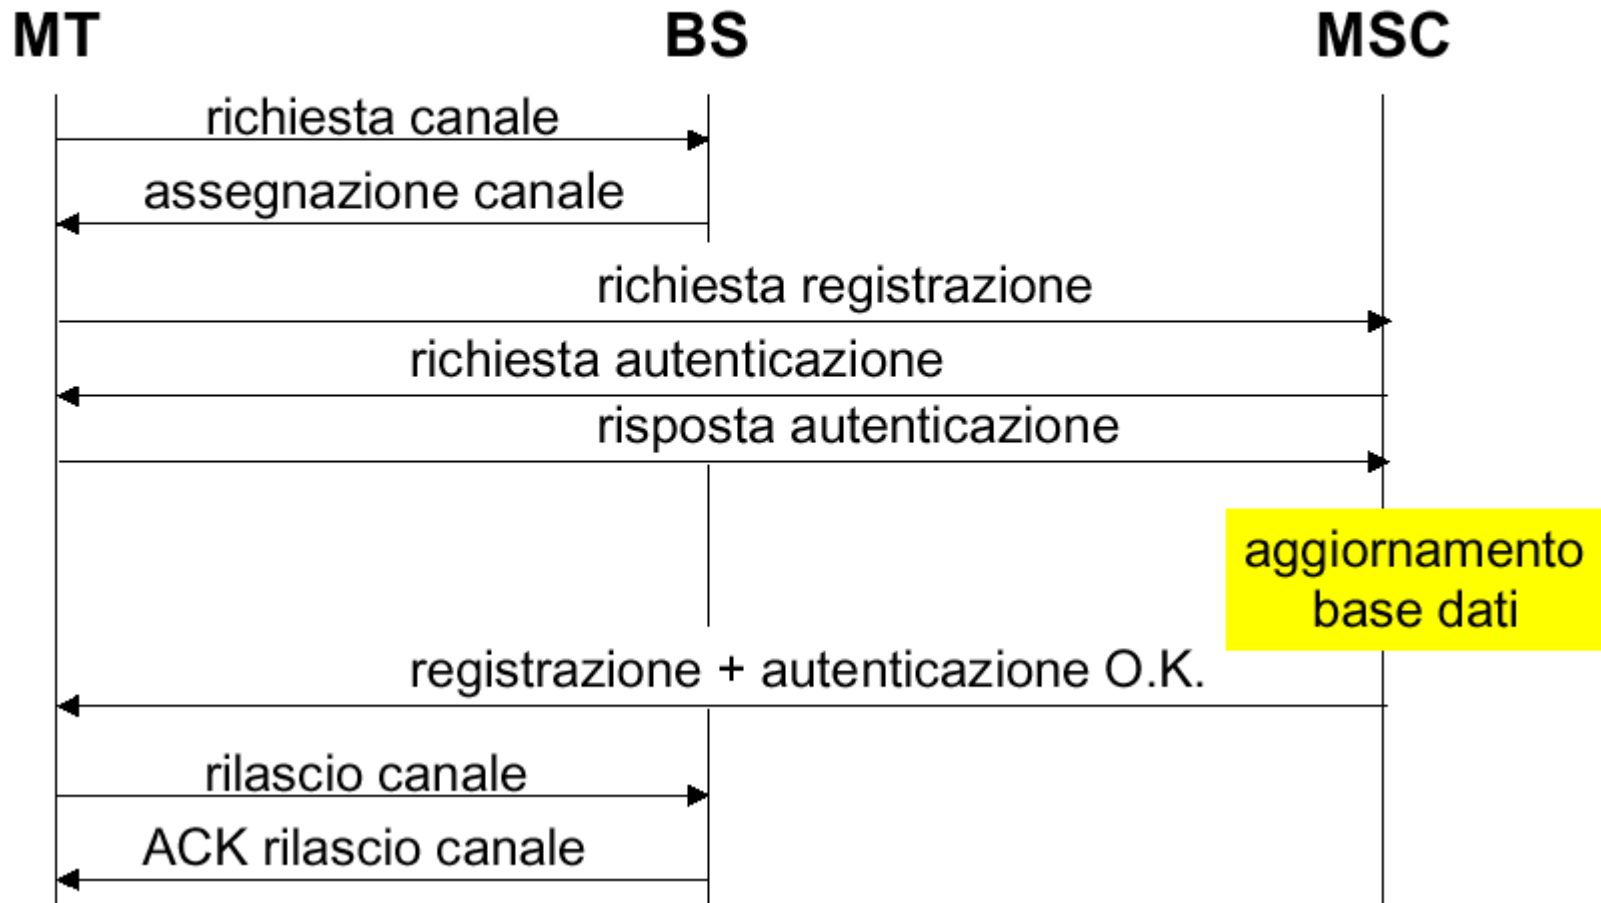 MT BS MSC
richiesta canale
assegnazione canale
richiesta registrazione
richiesta autenticazione
risposta autenticazione
aggiornamento
base dati
registrazione + autenticazione O.K.
rilascio canale
ACK rilascio canale